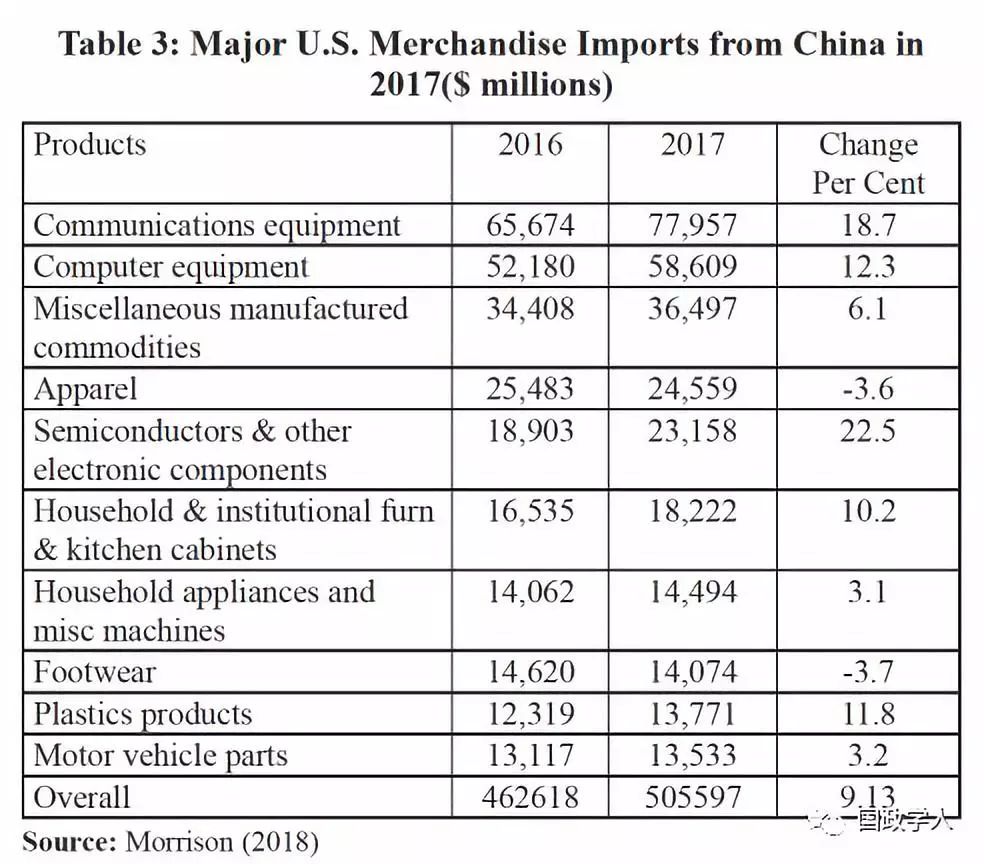 Table 3: Major U.S. Merchandise Imports from China in
2017($ millions)
Products 2016 2017 Change
Per Cent
Communications equipment 65,674 77,957 18.7
Computer equipment 52,180 58,609 12.3
Miscellaneous manufactured 34,408 36,497 6.1
commodities
Apparel 25,483 24,559 -3.6
Semiconductors & other 18,903 23,158 22.5
electronic components
Household & institutional furn 16,535 18,222 10.2
& kitchen cabinets
Household appliances and 14,062 14,494 3.1
misc machines
Footwear 14,620 14,074 -3.7
Plastics products 12,319 13,771 11.8
Motor vehicle parts 13,117 13,533 3.2
Overall 462618 505597 9.13
国政学人
Source: Morrison (2018)